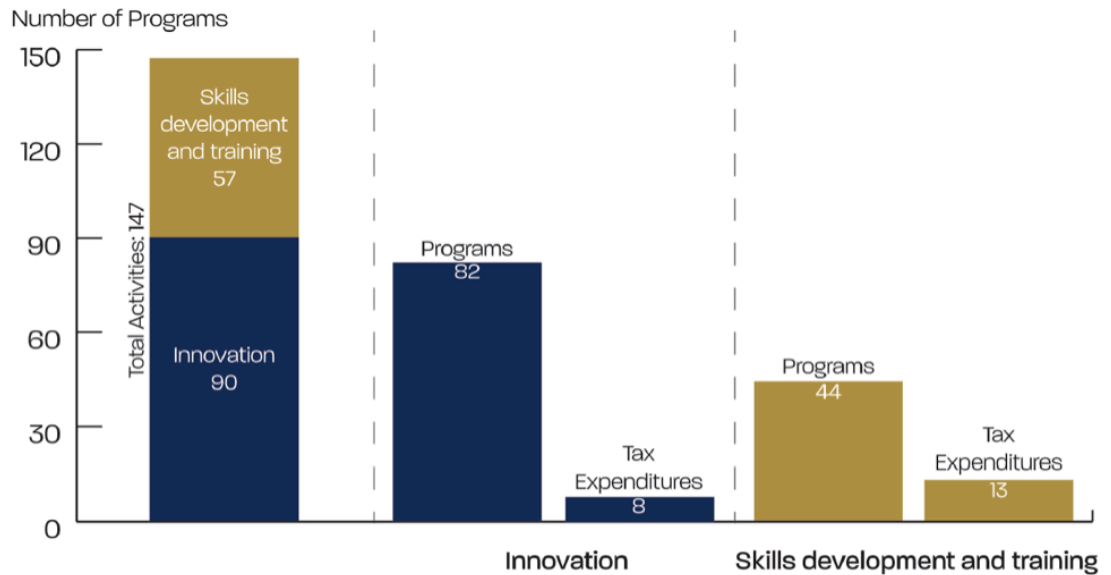 Number of Programs
150
120
90
60
30
0
Total Activities: 147
Skills
development
and training
57
Innovation
90
Programs
82
Tax
Expenditures
8
Programs
44
Tax
Expenditures
13
Innovation
Skills development and training